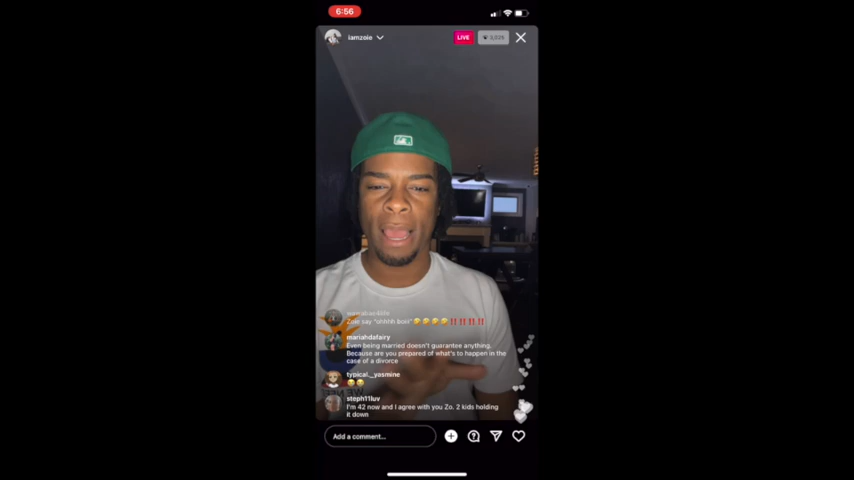 6:56
iamzoie
LIVE
Zoie say "ohhhh boiii"🤣🤣🤣🤣‼️‼️‼️‼️
mariahdafairy
Even being married doesn't guarantee anything.
Because are you prepared of what's to happen in the
case of a divorce
typical._yosmine
steph11luv
I'm 42 now and I agree with you Zo. 2 kids holding
it down
Add a comment...